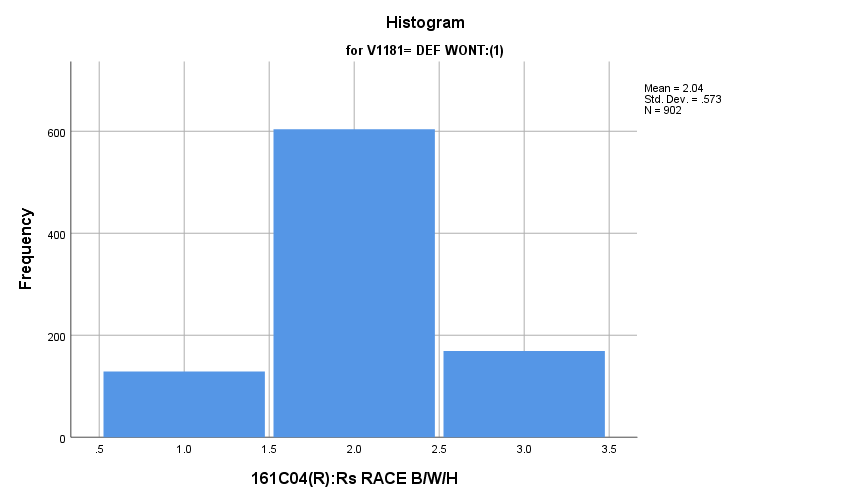 Histogram
for V1181= DEF WONT:(1)
Mean = 2.04
Std. Dev. = .573
N = 902
Frequency
600
400
200
0
.5 1.0 1.5 2.0 2.5 3.0 3.5
161C04(R):Rs RACE B/W/H